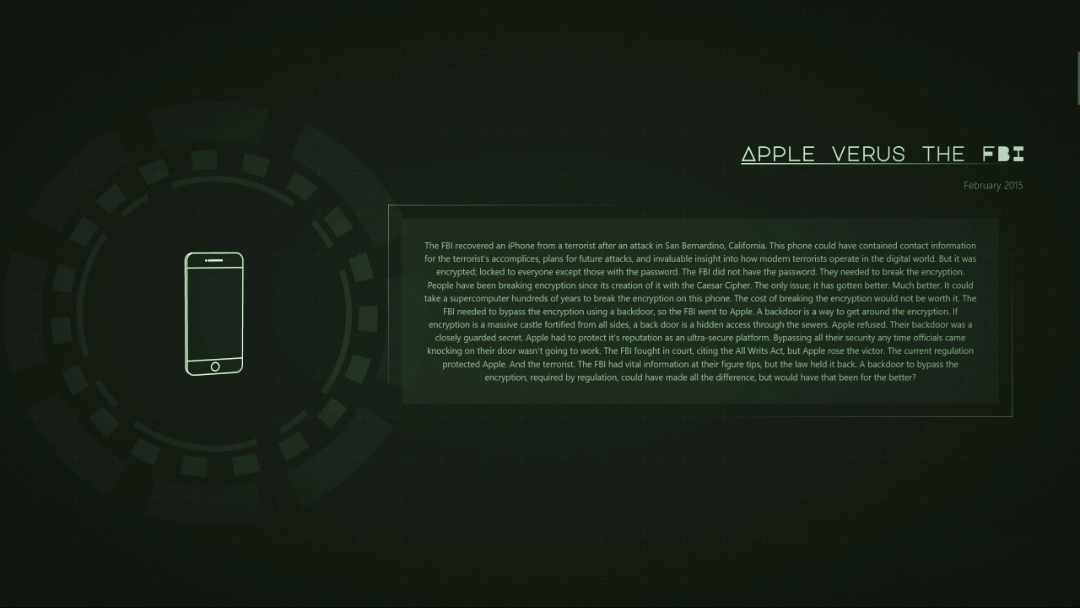 APPLE VERUS THE FBI
February 2015
The FBI recovered an iPhone from a terrorist after an attack in San Bernardino, California. This phone could have contained contact information
for the terrorist's accomplices, plans for future attacks, and invaluable insight into how modern terrorists operate in the digital world. But it was
encrypted; locked to everyone except those with the password. The FBI did not have the password. They needed to break the encryption.
People have been breaking encryption since its creation of it with the Caesar Cipher. The only issue; it has gotten better. Much better. It could
take a supercomputer hundreds of years to break the encryption on this phone. The cost of breaking the encryption would not be worth it. The
FBI needed to bypass the encryption using a backdoor, so the FBI went to Apple. A backdoor is a way to get around the encryption. If
encryption is a massive castle fortified from all sides, a back door is a hidden access through the sewers. Apple refused. Their backdoor was a
closely guarded secret. Apple had to protect it's reputation as an ultra-secure platform. Bypassing all their security any time officials came
knocking on their door wasn't going to work. The FBI fought in court, citing the All Writs Act, but Apple rose the victor. The current regulation
protected Apple. And the terrorist. The FBI had vital information at their figure tips, but the law held it back. A backdoor to bypass the
encryption, required by regulation, could have made all the difference, but would have that been for the better?